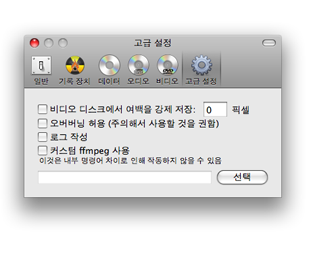 고급 설정
일반 기록 장치 데이터 오디오 비디오 고급 설정
비디오 디스크에서 여백을 강제 저장: 0 픽셀
오버버닝 허용 (주의해서 사용할 것을 권함)
로그 작성
커스텀 ffmpeg 사용
이것은 내부 명령어 차이로 인해 작동하지 않을 수 있음
선택